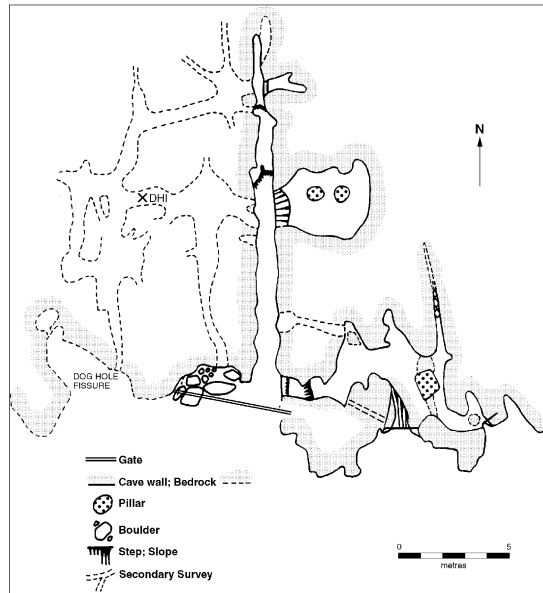 N
DHI
DOG HOLE
FISSURE
Gate
Cave wall; Bedrock
Pillar
Boulder
Step; Slope
Secondary Survey
0 5
metres